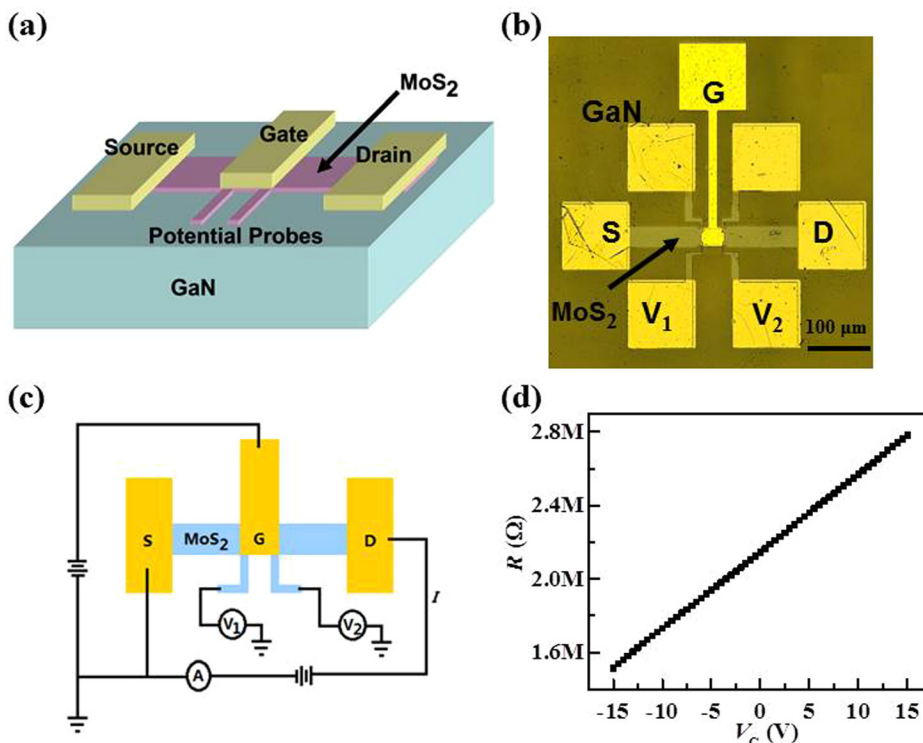 (a)
MoS2
Gate
Source
Drain
Potential Probes
GaN
(b)
G
GaN
S
D
MoS2
V1
V2
100 μm
(c)
S
MoS2
G
D
I
V1
V2
A
(d)
2.8M
2.4M
2.0M
1.6M
R (Ω)
-15 -10 -5 0 5 10 15
VG (V)